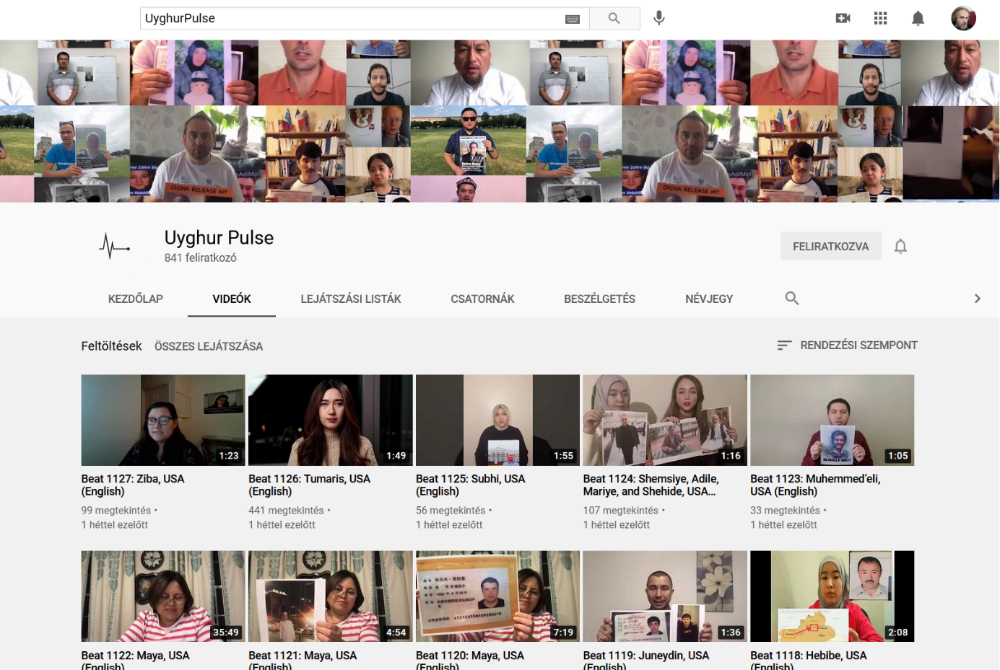 UyghurPulse
CHINA RELEASE MY
CHINA RELEASE MY
Uyghur Pulse
841 feliratkozó
FELIRATKOZVA
KEZDŐLAP VIDEÓK LEJÁTSZÁSI LISTÁK CSATORNÁK BESZÉLGETÉS NÉVJEGY
Feltöltések ÖSSZES LEJÁTSZÁSA RENDEZÉSI SZEMPONT
1:23
Beat 1127: Ziba, USA
(English)
99 megtekintés •
1 héttel ezelőtt
1:49
Beat 1126: Tumaris, USA
(English)
441 megtekintés •
1 héttel ezelőtt
1:55
Beat 1125: Subhi, USA
(English)
56 megtekintés •
1 héttel ezelőtt
1:16
Beat 1124: Shemsiye, Adile,
Mariye, and Shehide, USA...
107 megtekintés •
1 héttel ezelőtt
1:05
Beat 1123: Muhemmed’eli,
USA (English)
33 megtekintés •
1 héttel ezelőtt
35:49
Beat 1122: Maya, USA
(English)
4:54
Beat 1121: Maya, USA
(English)
7:19
Beat 1120: Maya, USA
(English)
1:36
Beat 1119: Juneydin, USA
(English)
2:08
Beat 1118: Hebibe, USA
(English)